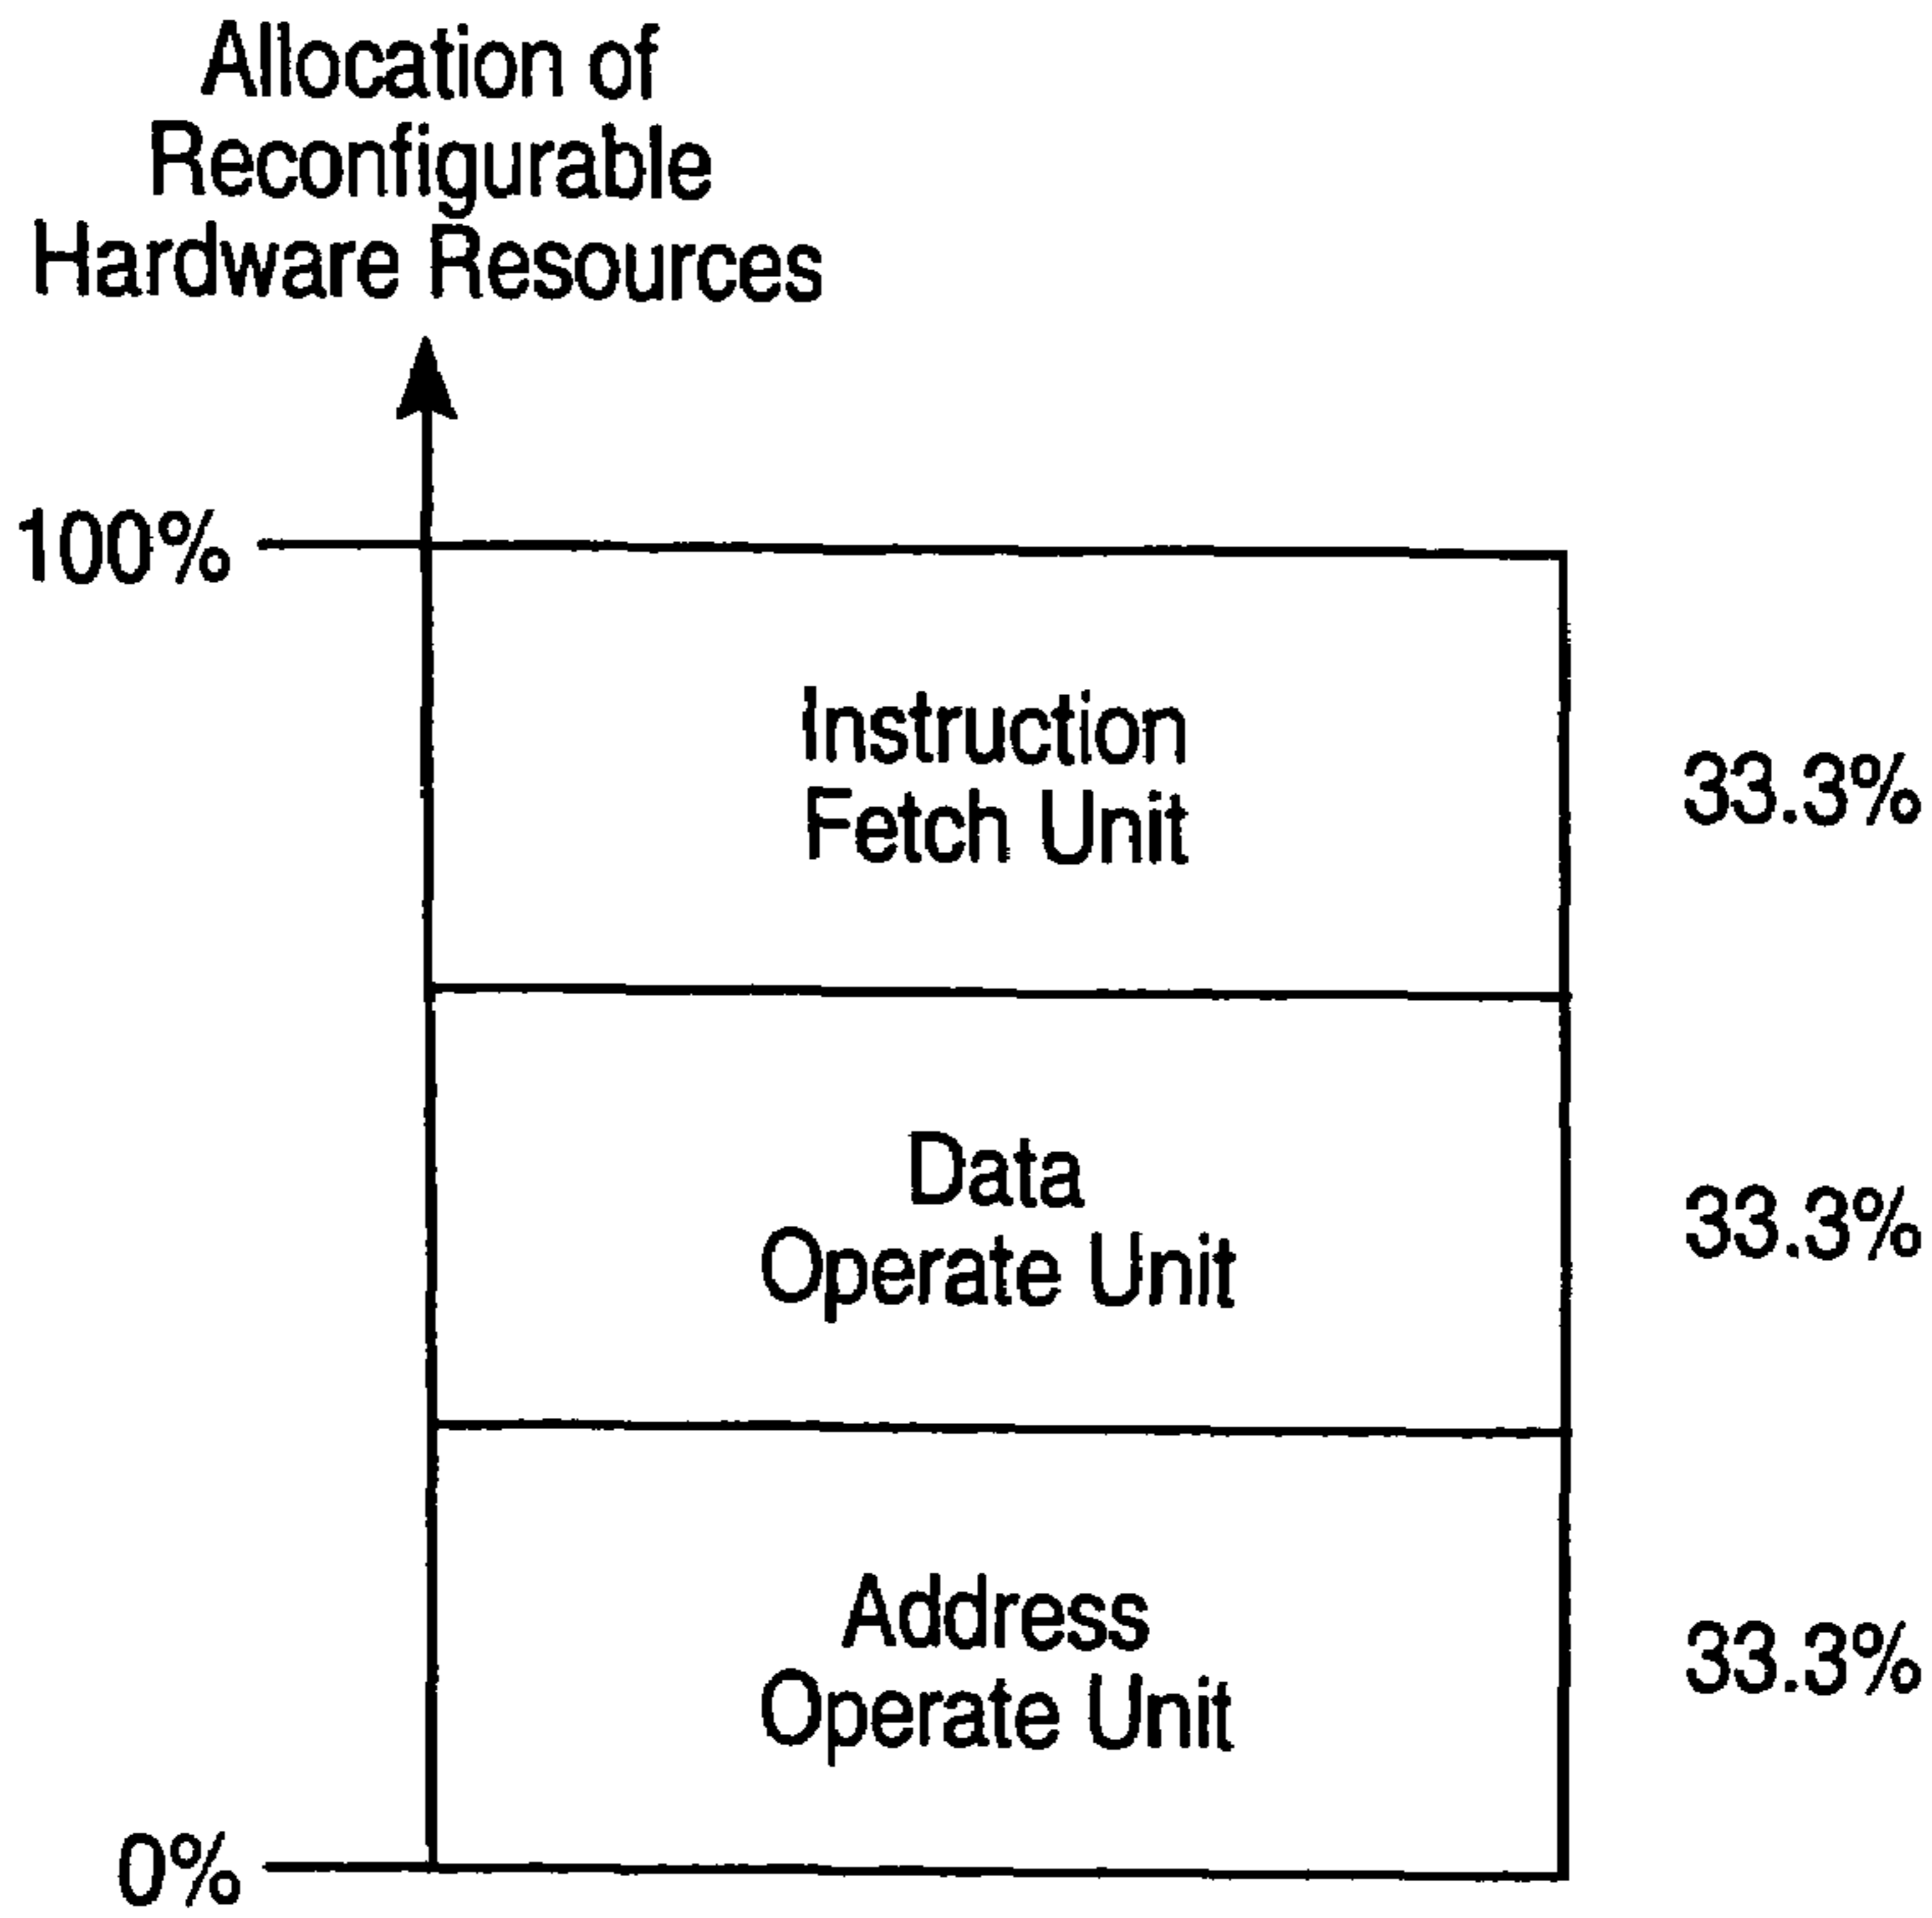 Allocation of
Reconfigurable
Hardware Resources
100%
Instruction
Fetch Unit
33.3%
Data
Operate Unit
33.3%
Address
Operate Unit
33.3%
0%